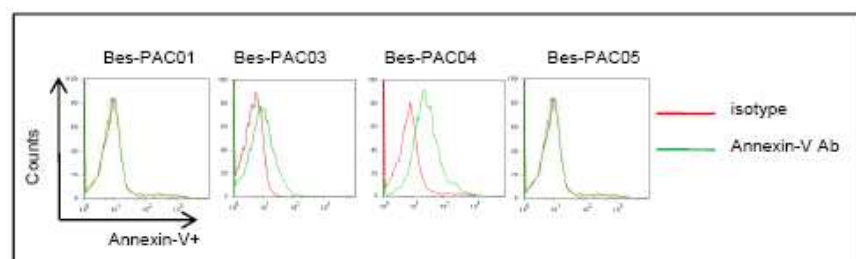 Bes-PAC01 Bes-PAC03 Bes-PAC04 Bes-PAC05
isotype
Annexin-V Ab
Counts
Annexin-V+